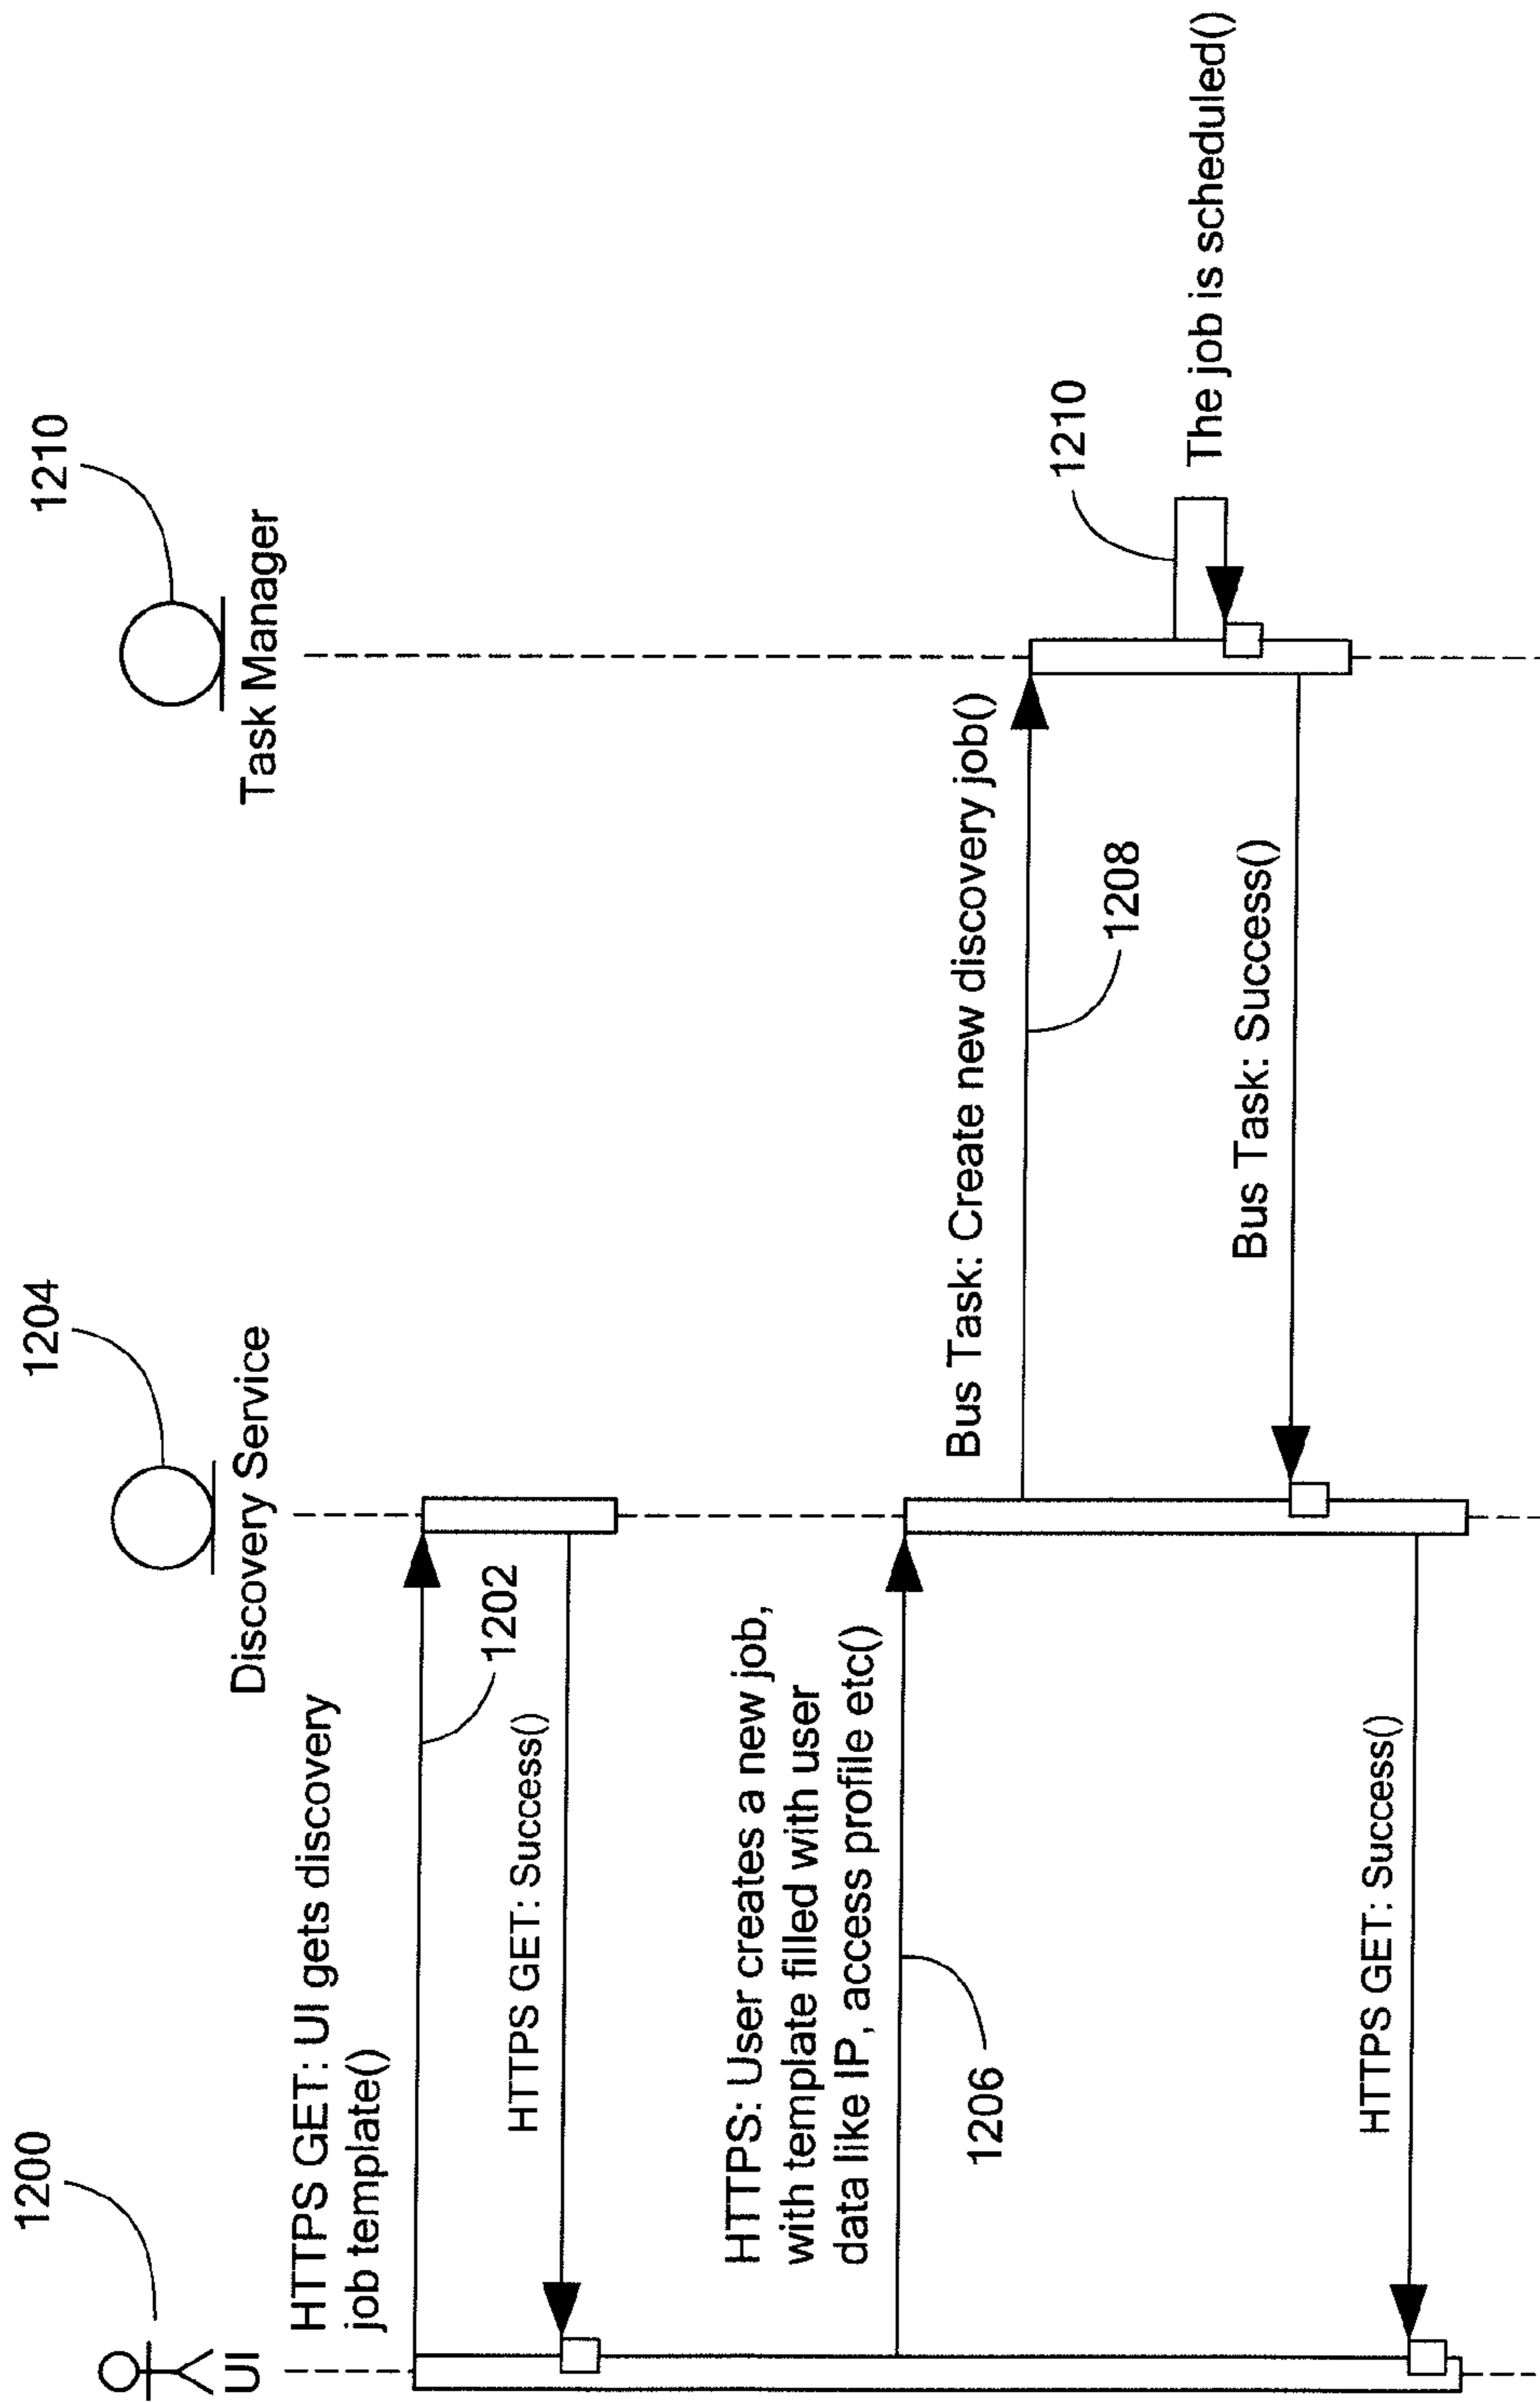 1200
1204
1210
UI
Discovery Service
Task Manager
HTTPS GET: UI gets discovery
job template()
1202
HTTPS GET: Success()
HTTPS: User creates a new job,
with template filled with user
data like IP, access profile etc()
1206
Bus Task: Create new discovery job()
1208
1210
The job is scheduled()
Bus Task: Success()
HTTPS GET: Success()